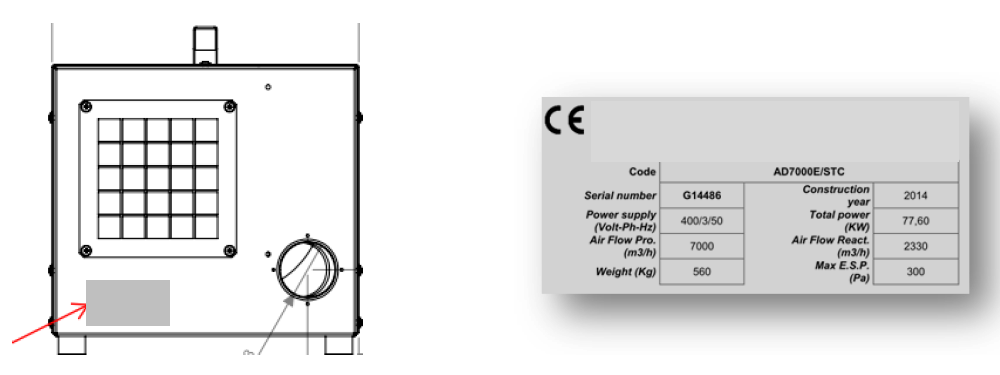 CE
Code AD7000E/STC
Serial number G14486 Construction year 2014
Power supply (Volt-Ph-Hz) 400/3/50 Total power (KW) 77,60
Air Flow Pro. (m3/h) 7000 Air Flow React. (m3/h) 2330
Weight (Kg) 560 Max E.S.P. (Pa) 300